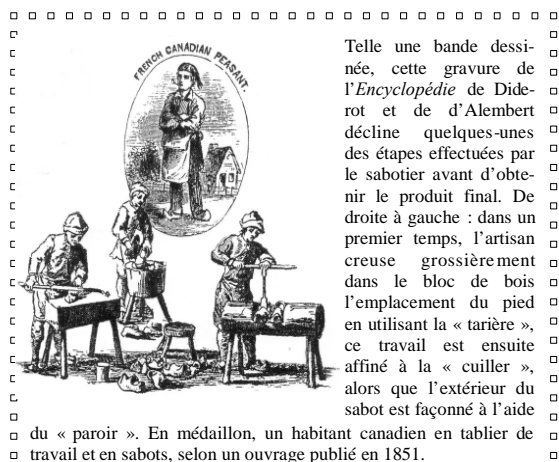 FRENCH CANADIAN PEASANT.
Telle une bande dessi-
née, cette gravure de
l’Encyclopédie de Dide-
rot et de d’Alembert
décline quelques-unes
des étapes effectuées par
le sabotier avant d’obte-
nir le produit final. De
droite à gauche : dans un
premier temps, l’artisan
creuse grossièrement
dans le bloc de bois
l’emplacement du pied
en utilisant la « tarière »,
ce travail est ensuite
affiné à la « cuiller »,
alors que l’extérieur du
sabot est façonné à l’aide
du « paroir ». En médaillon, un habitant canadien en tablier de
travail et en sabots, selon un ouvrage publié en 1851.